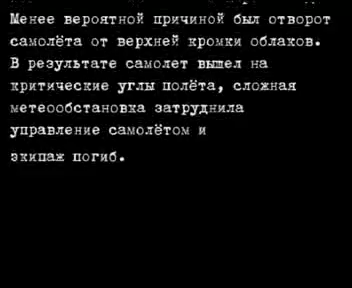 Менее вероятной причиной был отворот
самолёта от верхней кромки облаков.
В результате самолет вышел на
критические углы полёта, сложная
метеообстановка затруднила
управление самолётом и
экипаж погиб.